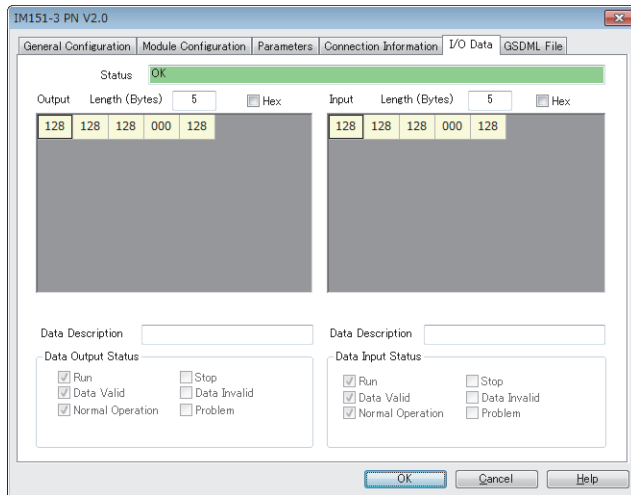 IM151-3 PN V2.0
General Configuration Module Configuration Parameters Connection Information I/O Data GSDML File
Status OK
Output Length (Bytes) 5 Hex Input Length (Bytes) 5 Hex
128 128 128 000 128 128 128 128 000 128
Data Description Data Description
Data Output Status Data Input Status
Run Stop Run Stop
Data Valid Data Invalid Data Valid Data Invalid
Normal Operation Problem Normal Operation Problem
OK Cancel Help